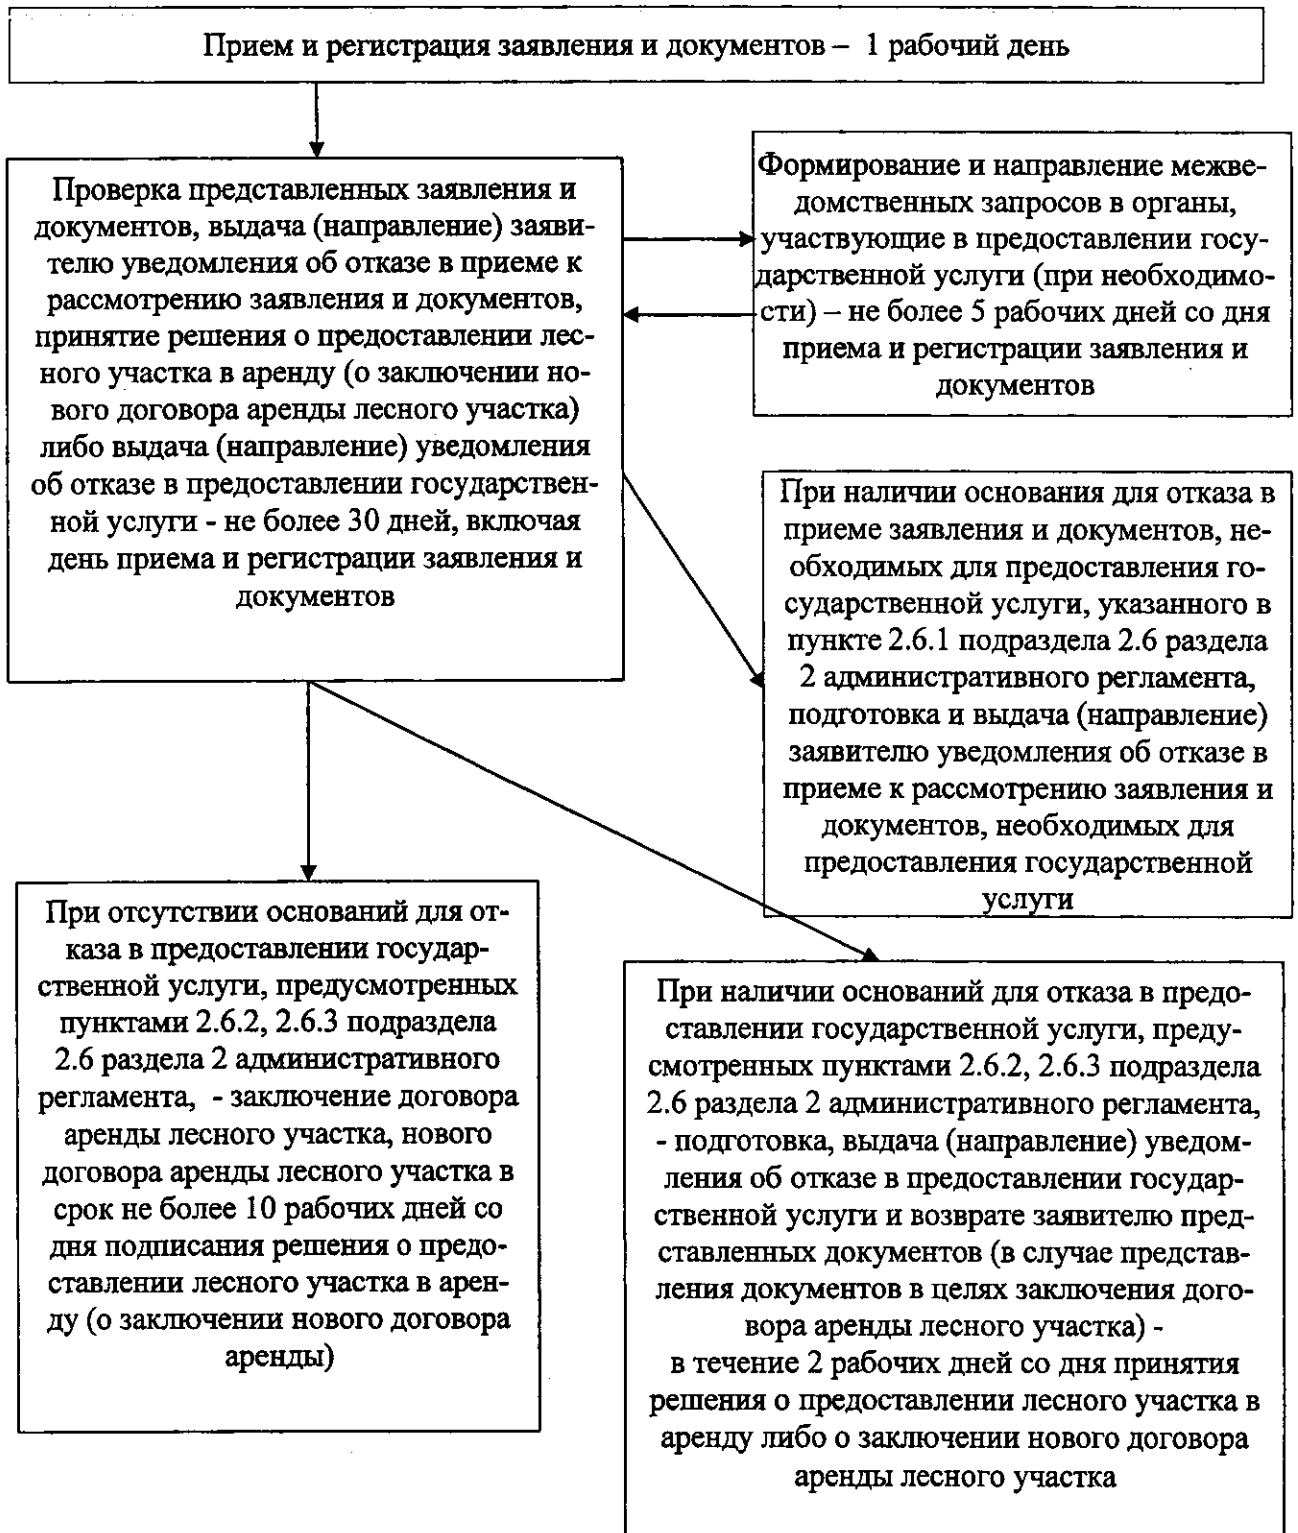 Прием и регистрация заявления и документов – 1 рабочий день
Проверка представленных заявления и
документов, выдача (направление) заяви-
телю уведомления об отказе в приеме к
рассмотрению заявления и документов,
принятие решения о предоставлении лес-
ного участка в аренду (о заключении но-
вого договора аренды лесного участка)
либо выдача (направление) уведомления
об отказе в предоставлении государствен-
ной услуги - не более 30 дней, включая
день приема и регистрации заявления и
документов
Формирование и направление межве-
домственных запросов в органы,
участвующие в предоставлении госу-
дарственной услуги (при необходимо-
сти) – не более 5 рабочих дней со дня
приема и регистрации заявления и
документов
При наличии основания для отказа в
приеме заявления и документов, не-
обходимых для предоставления го-
сударственной услуги, указанного в
пункте 2.6.1 подраздела 2.6 раздела
2 административного регламента,
подготовка и выдача (направление)
заявителю уведомления об отказе в
приеме к рассмотрению заявления и
документов, необходимых для
предоставления государственной
услуги
При отсутствии оснований для от-
каза в предоставлении государ-
ственной услуги, предусмотренных
пунктами 2.6.2, 2.6.3 подраздела
2.6 раздела 2 административного
регламента, - заключение договора
аренды лесного участка, нового
договора аренды лесного участка в
срок не более 10 рабочих дней со
дня подписания решения о предо-
ставлении лесного участка в арен-
ду (о заключении нового договора
аренды)
При наличии оснований для отказа в предо-
ставлении государственной услуги, преду-
смотренных пунктами 2.6.2, 2.6.3 подраздела
2.6 раздела 2 административного регламента,
- подготовка, выдача (направление) уведом-
ления об отказе в предоставлении государ-
ственной услуги и возврате заявителю пред-
ставленных документов (в случае представ-
ления документов в целях заключения дого-
вора аренды лесного участка) -
в течение 2 рабочих дней со дня принятия
решения о предоставлении лесного участка в
аренду либо о заключении нового договора
аренды лесного участка